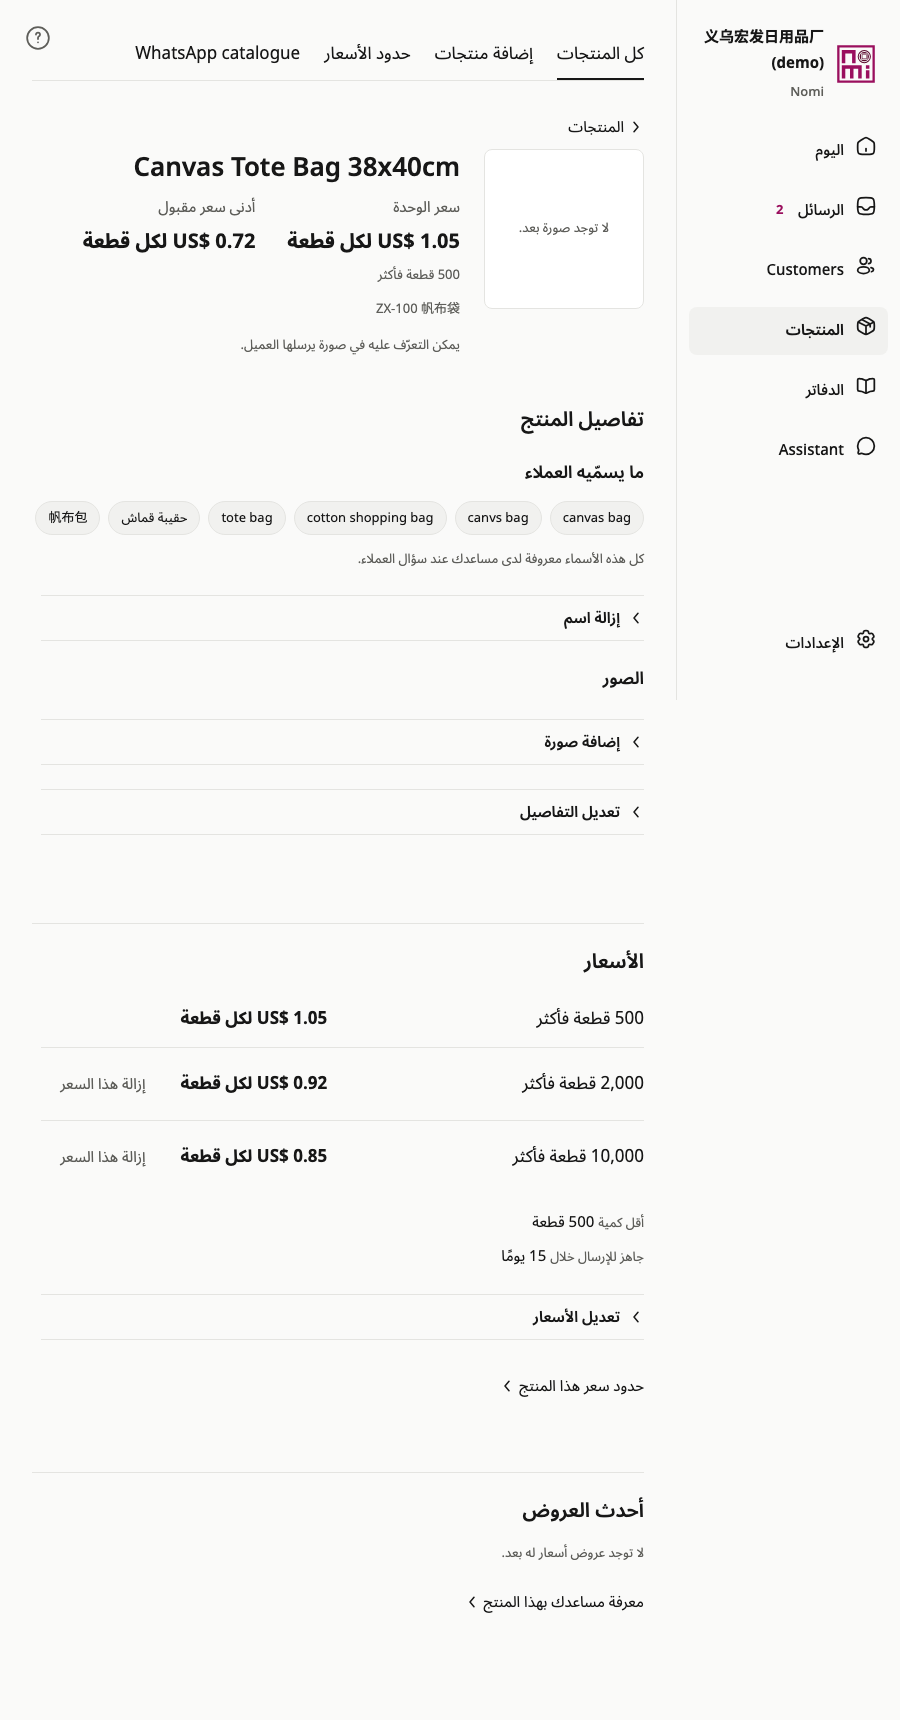 义乌宏发日用品厂
(demo)
Nomi
اليوم
الرسائل 2
Customers
المنتجات
الدفاتر
Assistant
الإعدادات
كل المنتجات
إضافة منتجات
حدود الأسعار
WhatsApp catalogue
المنتجات
لا توجد صورة بعد.
Canvas Tote Bag 38x40cm
سعر الوحدة
أدنى سعر مقبول
US$ 1.05 لكل قطعة
US$ 0.72 لكل قطعة
500 قطعة فأكثر
ZX-100 帆布袋
يمكن التعرّف عليه في صورة يرسلها العميل.
تفاصيل المنتج
ما يسمّيه العملاء
canvas bag
canvs bag
cotton shopping bag
tote bag
حقيبة قماش
帆布包
كل هذه الأسماء معروفة لدى مساعدك عند سؤال العملاء.
إزالة اسم
الصور
إضافة صورة
تعديل التفاصيل
الأسعار
500 قطعة فأكثر
US$ 1.05 لكل قطعة
2,000 قطعة فأكثر
US$ 0.92 لكل قطعة
إزالة هذا السعر
10,000 قطعة فأكثر
US$ 0.85 لكل قطعة
إزالة هذا السعر
أقل كمية 500 قطعة
جاهز للإرسال خلال 15 يومًا
تعديل الأسعار
حدود سعر هذا المنتج
أحدث العروض
لا توجد عروض أسعار له بعد.
معرفة مساعدك بهذا المنتج